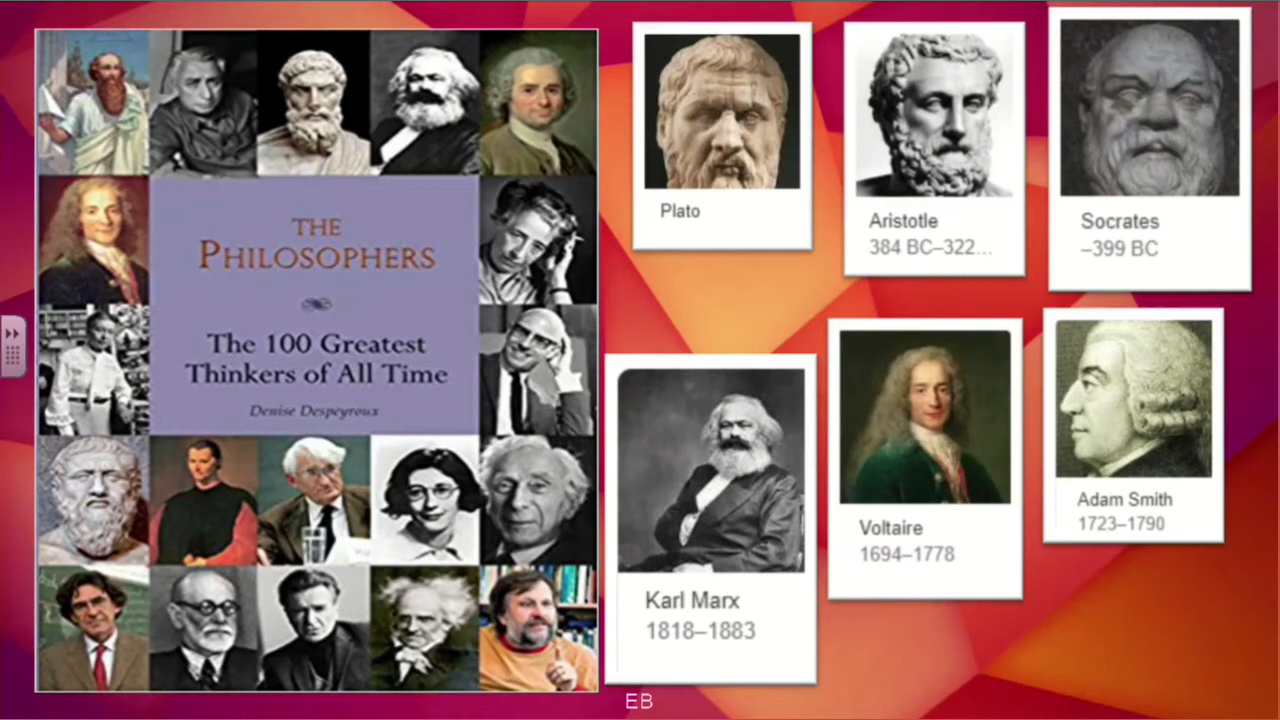 THE
PHILOSOPHERS
The 100 Greatest
Thinkers of All Time
Denise Despeyroux
Plato
Aristotle
384 BC–322...
Socrates
–399 BC
Karl Marx
1818–1883
Voltaire
1694–1778
Adam Smith
1723–1790
EB